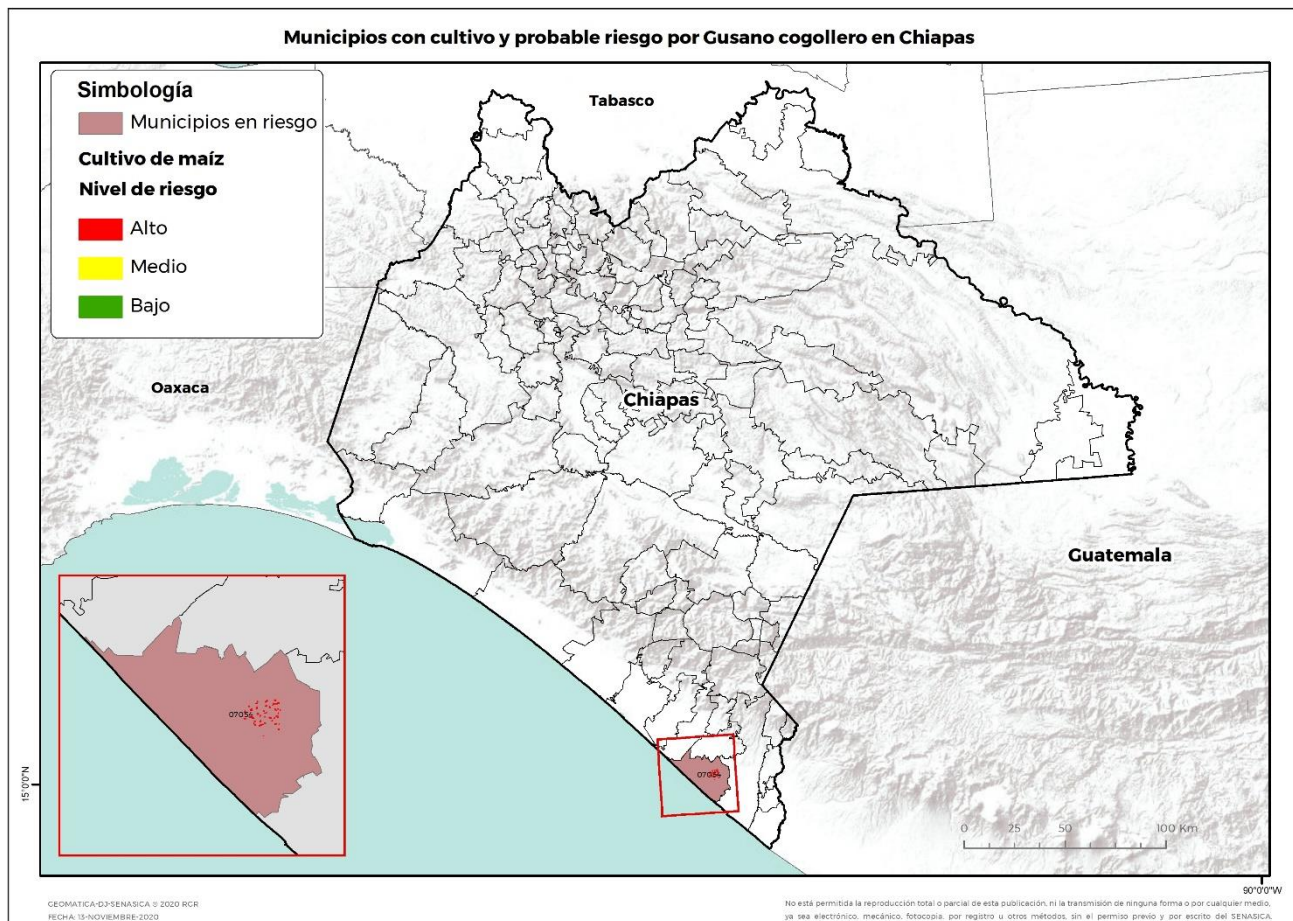 Municipios con cultivo y probable riesgo por Gusano cogollero en Chiapas
Simbología
Municipios en riesgo
Cultivo de maíz
Nivel de riesgo
Alto
Medio
Bajo
Tabasco
Oaxaca
Chiapas
Guatemala
07054
07054
15°0'0"N
0 25 50 100 Km
90°0'0"W
GEOMATICA-DJ-SENASICA © 2020 RCR
FECHA: 13-NOVIEMBRE-2020
No está permitida la reproducción total o parcial de esta publicación, ni la transmisión de ninguna forma o por cualquier medio,
ya sea electrónico, mecánico, fotocopia, por registro u otros métodos, sin el permiso previo y por escrito del SENASICA.